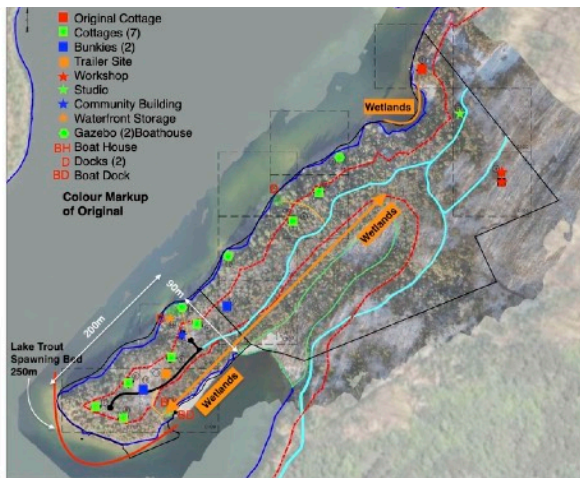 Original Cottage
Cottages (7)
Bunkies (2)
Trailer Site
Workshop
Studio
Community Building
Waterfront Storage
Gazebo (2)Boathouse
BH Boat House
D Docks (2)
BD Boat Dock
Colour Markup
of Original
Wetlands
Wetlands
90m
200m
Lake Trout
Spawning Bed
250m
Wetlands
BD